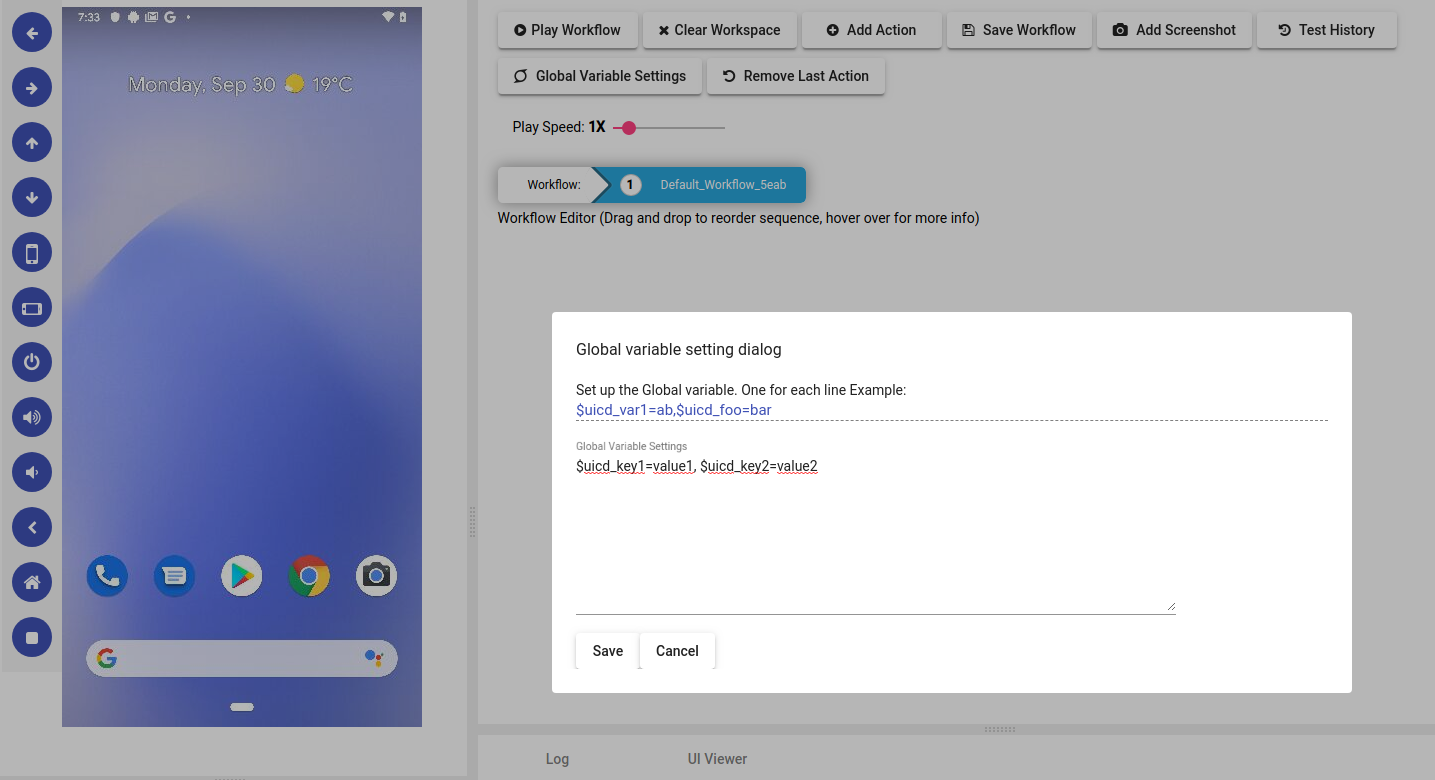 7:33
Monday, Sep 30 19°C
Play Workflow
Clear Workspace
Add Action
Save Workflow
Add Screenshot
Test History
Global Variable Settings
Remove Last Action
Play Speed: 1X
Workflow:
1
Default_Workflow_5eab
Workflow Editor (Drag and drop to reorder sequence, hover over for more info)
Global variable setting dialog
Set up the Global variable. One for each line Example:
$uicd_var1=ab,$uicd_foo=bar
Global Variable Settings
$uicd_key1=value1, $uicd_key2=value2
Save
Cancel
Log
UI Viewer